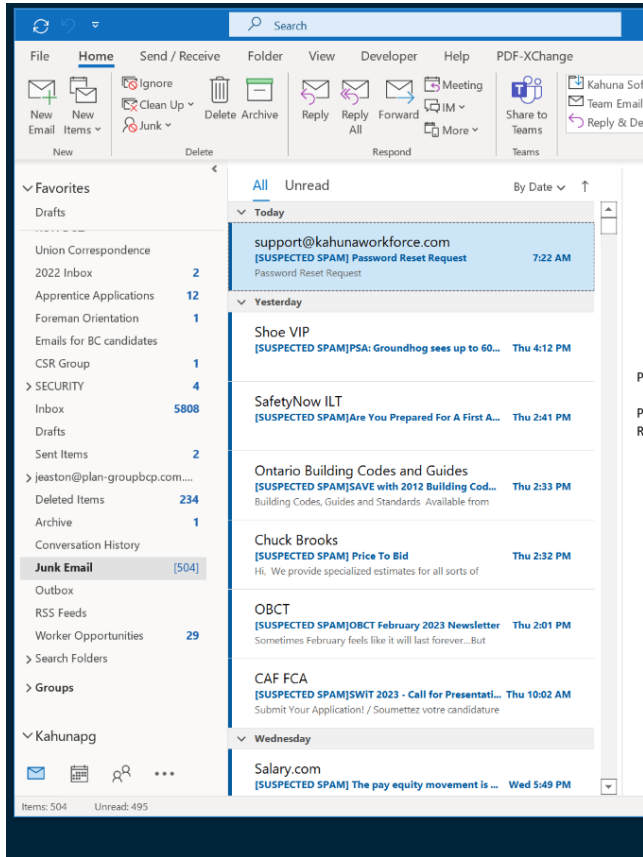 Search
File Home Send / Receive Folder View Developer Help PDF-XChange
New Email
New Items
Ignore
Clean Up
Junk
Delete
Archive
Reply
Reply All
Forward
Meeting
IM
More
Share to Teams
Kahuna Sof
Team Email
Reply & De
New
Delete
Respond
Teams
Favorites
Drafts
Union Correspondence
2022 Inbox 2
Apprentice Applications 12
Foreman Orientation 1
Emails for BC candidates
CSR Group 1
SECURITY 4
Inbox 5808
Drafts
Sent Items 2
jeaston@plan-groupbcp.com....
Deleted Items 234
Archive 1
Conversation History
Junk Email [504]
Outbox
RSS Feeds
Worker Opportunities 29
Search Folders
Groups
Kahunapg
Items: 504 Unread: 495
All Unread By Date
Today
support@kahunaworkforce.com
[SUSPECTED SPAM] Password Reset Request 7:22 AM
Password Reset Request
Yesterday
Shoe VIP
[SUSPECTED SPAM]PSA: Groundhog sees up to 60... Thu 4:12 PM
SafetyNow ILT
[SUSPECTED SPAM]Are You Prepared For A First A... Thu 2:41 PM
Ontario Building Codes and Guides
[SUSPECTED SPAM]SAVE with 2012 Building Cod... Thu 2:33 PM
Building Codes, Guides and Standards Available from
Chuck Brooks
[SUSPECTED SPAM] Price To Bid Thu 2:32 PM
Hi, We provide specialized estimates for all sorts of
OBCT
[SUSPECTED SPAM]OBCT February 2023 Newsletter Thu 2:01 PM
Sometimes February feels like it will last forever...But
CAF FCA
[SUSPECTED SPAM]SWiT 2023 - Call for Presentati... Thu 10:02 AM
Submit Your Application! / Soumettez votre candidature
Wednesday
Salary.com
[SUSPECTED SPAM] The pay equity movement is ... Wed 5:49 PM
P
P
R